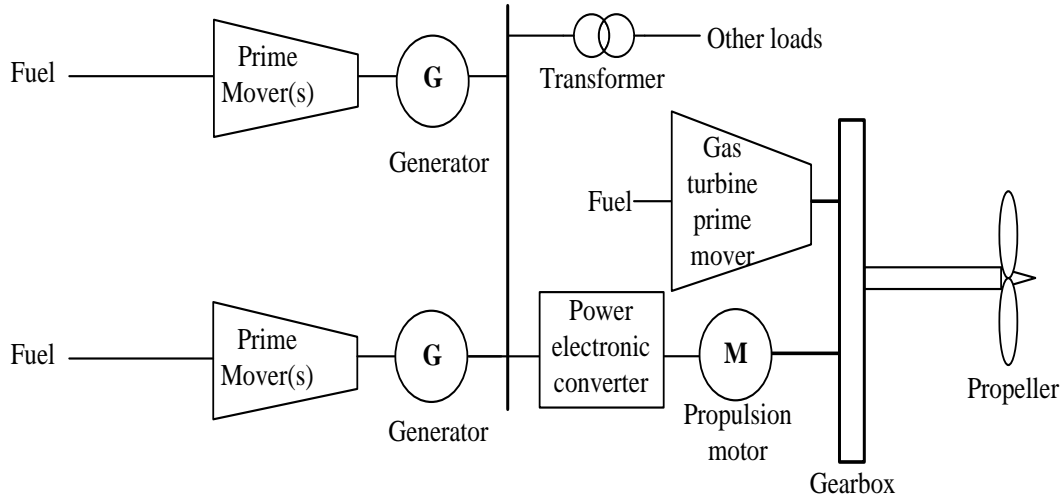 Fuel
Prime
Mover(s)
G
Generator
Other loads
Transformer
Fuel
Gas
turbine
prime
mover
Fuel
Prime
Mover(s)
G
Generator
Power
electronic
converter
M
Propulsion
motor
Gearbox
Propeller